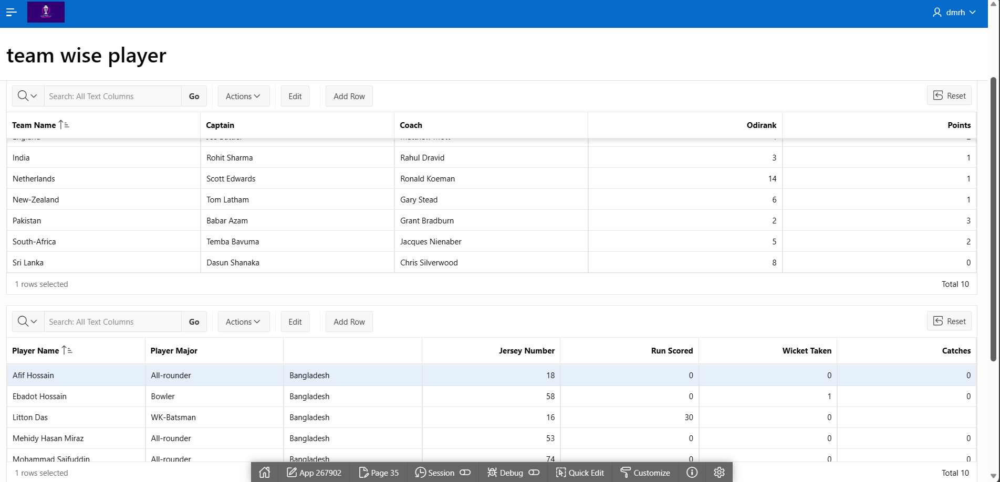 dmrh
team wise player
Search: All Text Columns Go Actions Edit Add Row Reset
Team Name Captain Coach Odirank Points
India Rohit Sharma Rahul Dravid 3 1
Netherlands Scott Edwards Ronald Koeman 14 1
New-Zealand Tom Latham Gary Stead 6 1
Pakistan Babar Azam Grant Bradburn 2 3
South-Africa Temba Bavuma Jacques Nienaber 5 2
Sri Lanka Dasun Shanaka Chris Silverwood 8 0
1 rows selected Total 10
Search: All Text Columns Go Actions Edit Add Row Reset
Player Name Player Major Jersey Number Run Scored Wicket Taken Catches
Afif Hossain All-rounder Bangladesh 18 0 0 0
Ebadot Hossain Bowler Bangladesh 58 0 1 0
Litton Das WK-Batsman Bangladesh 16 30 0
Mehidy Hasan Miraz All-rounder Bangladesh 53 0 0 0
Mohammad Saifuddin All-rounder Bangladesh 74 0 0 0
1 rows selected Total 10
App 267902 Page 35 Session Debug Quick Edit Customize